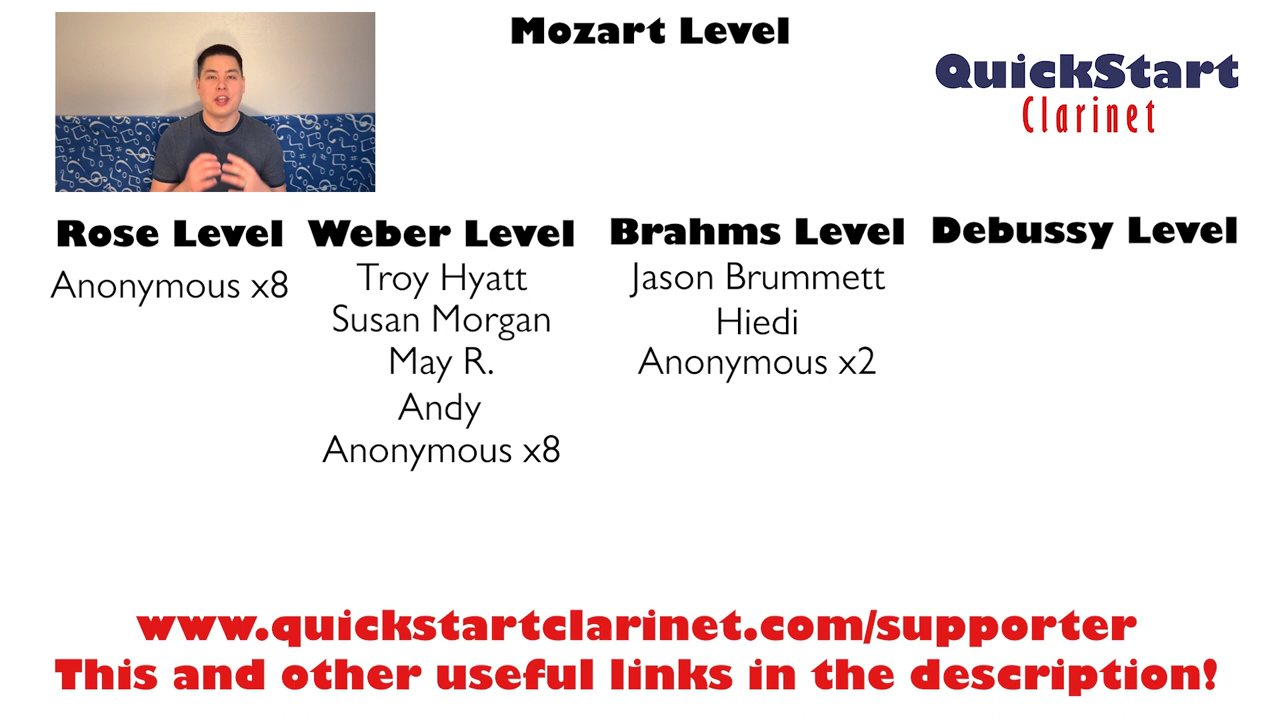 Mozart Level
QuickStart
Clarinet
Rose Level
Anonymous x8
Weber Level
Troy Hyatt
Susan Morgan
May R.
Andy
Anonymous x8
Brahms Level
Jason Brummett
Hiedi
Anonymous x2
Debussy Level
www.quickstartclarinet.com/supporter
This and other useful links in the description!